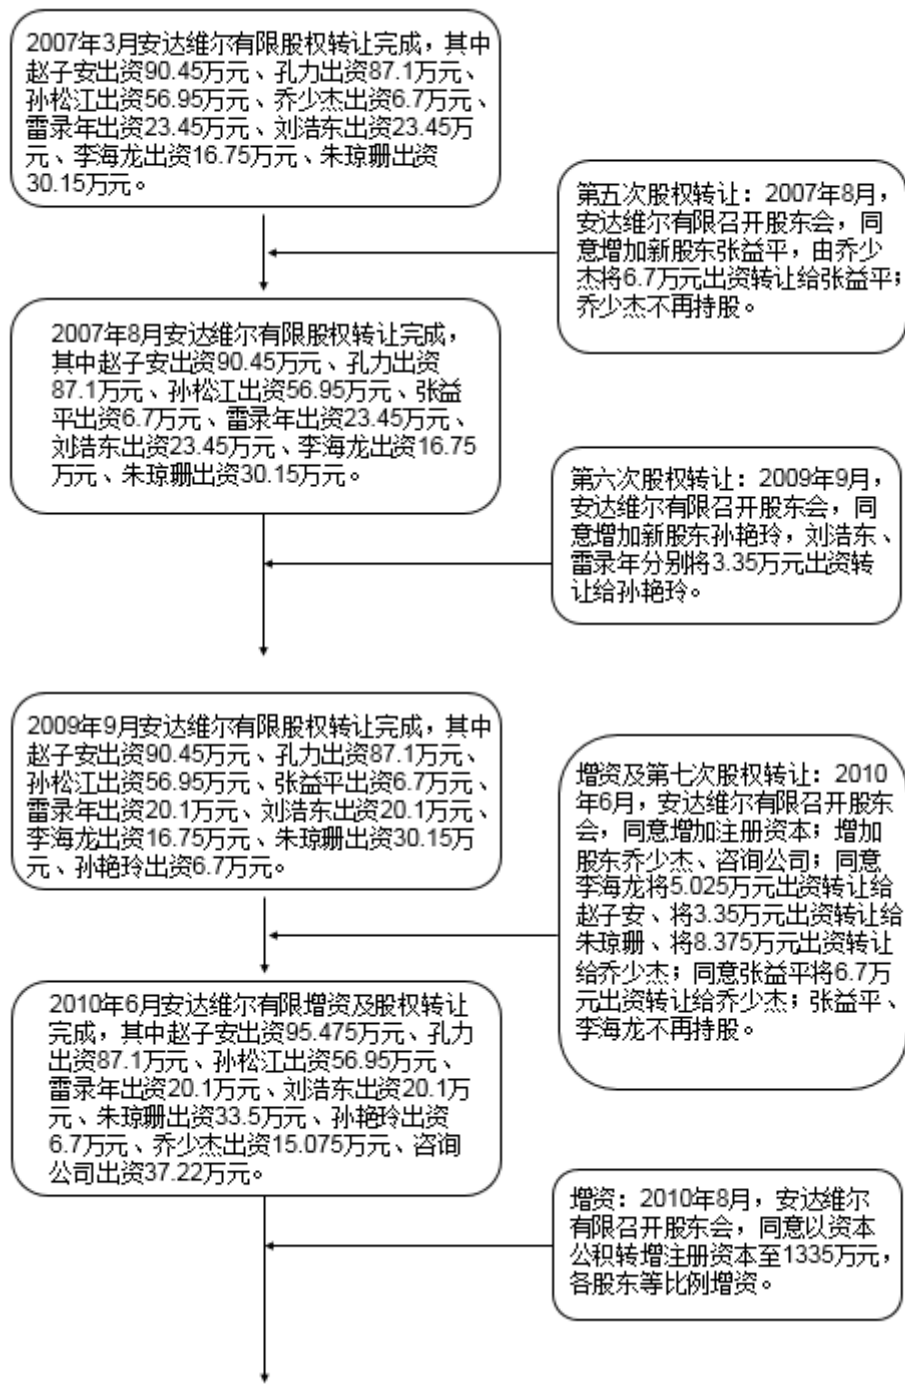 2007年3月安达维尔有限股权转让完成，其中
赵子安出资90.45万元、孔力出资87.1万元、
孙松江出资56.95万元、乔少杰出资6.7万元、
雷录年出资23.45万元、刘浩东出资23.45万
元、李海龙出资16.75万元、朱琼珊出资
30.15万元。
第五次股权转让：2007年8月，
安达维尔有限召开股东会，同
意增加新股东张益平，由乔少
杰将6.7万元出资转让给张益平；
乔少杰不再持股。
2007年8月安达维尔有限股权转让完成，
其中赵子安出资90.45万元、孔力出资
87.1万元、孙松江出资56.95万元、张益
平出资6.7万元、雷录年出资23.45万元、
刘浩东出资23.45万元、李海龙出资16.75
万元、朱琼珊出资30.15万元。
第六次股权转让：2009年9月，
安达维尔有限召开股东会，同
意增加新股东孙艳玲，刘浩东、
雷录年分别将3.35万元出资转
让给孙艳玲。
2009年9月安达维尔有限股权转让完成，其中
赵子安出资90.45万元、孔力出资87.1万元、
孙松江出资56.95万元、张益平出资6.7万元、
雷录年出资20.1万元、刘浩东出资20.1万元、
李海龙出资16.75万元、朱琼珊出资30.15万
元、孙艳玲出资6.7万元。
增资及第七次股权转让：2010
年6月，安达维尔有限召开股东
会，同意增加注册资本；增加
股东乔少杰、咨询公司；同意
李海龙将5.025万元出资转让给
赵子安、将3.35万元出资转让给
朱琼珊、将8.375万元出资转让
给乔少杰；同意张益平将6.7万
元出资转让给乔少杰；张益平、
李海龙不再持股。
2010年6月安达维尔有限增资及股权转让
完成，其中赵子安出资95.475万元、孔力
出资87.1万元、孙松江出资56.95万元、
雷录年出资20.1万元、刘浩东出资20.1万
元、朱琼珊出资33.5万元、孙艳玲出资
6.7万元、乔少杰出资15.075万元、咨询
公司出资37.22万元。
增资：2010年8月，安达维尔
有限召开股东会，同意以资本
公积转增注册资本至1335万元，
各股东等比例增资。